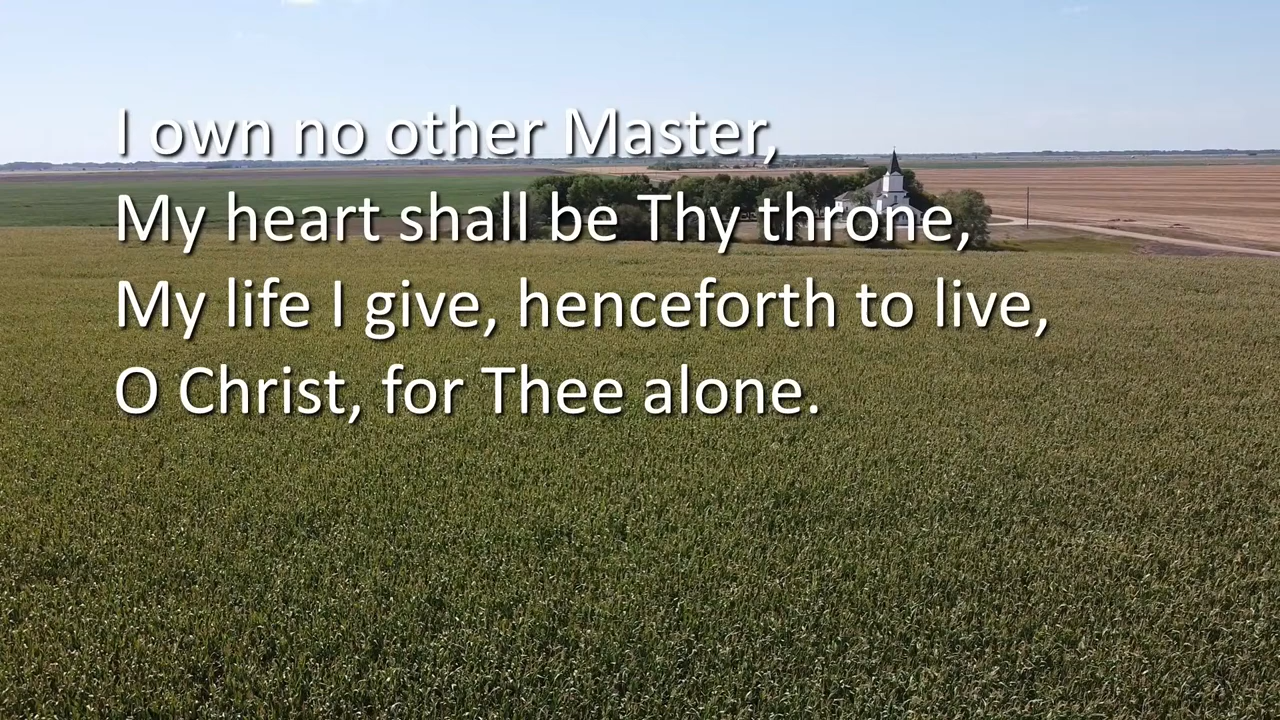 I own no other Master,
My heart shall be Thy throne,
My life I give, henceforth to live,
O Christ, for Thee alone.